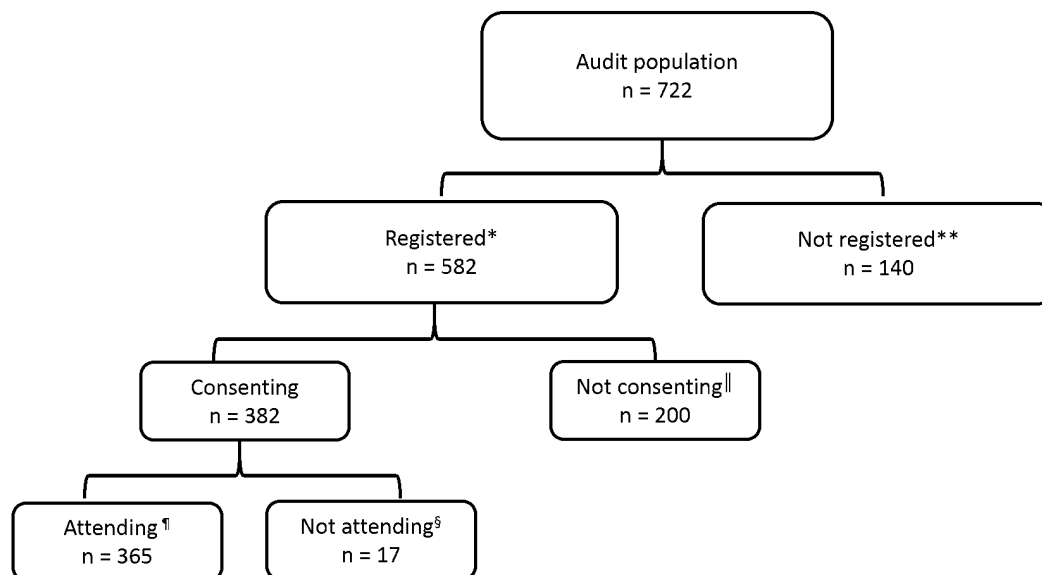 Audit population
n = 722
Registered*
n = 582
Not registered**
n = 140
Consenting
n = 382
Not consenting‖
n = 200
Attending ¶
n = 365
Not attending§
n = 17